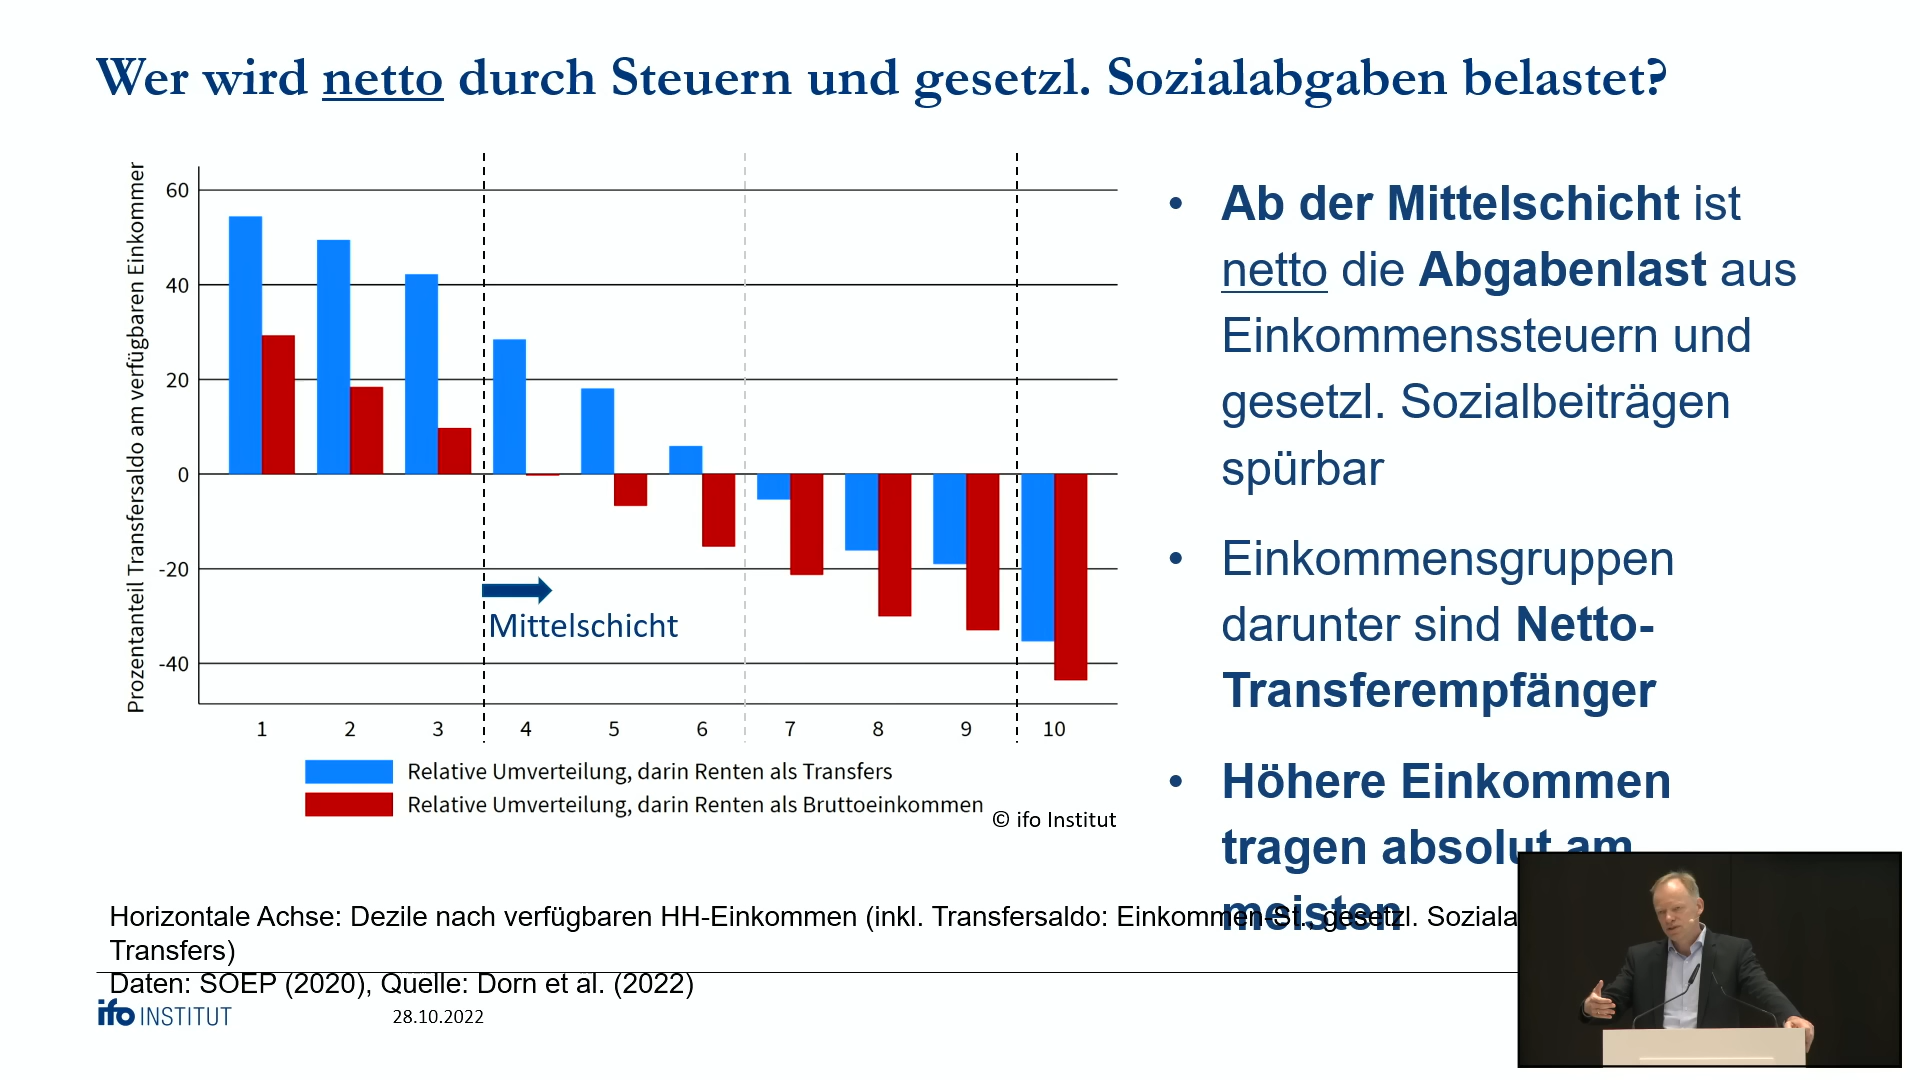 Wer wird netto durch Steuern und gesetzl. Sozialabgaben belastet?
Prozentanteil Transfersaldo am verfügbaren Einkommer
60
40
20
0
-20
-40
Mittelschicht
1 2 3 4 5 6 7 8 9 10
Relative Umverteilung, darin Renten als Transfers
Relative Umverteilung, darin Renten als Bruttoeinkommen
© ifo Institut
• Ab der Mittelschicht ist
netto die Abgabenlast aus
Einkommenssteuern und
gesetzl. Sozialbeiträgen
spürbar
• Einkommensgruppen
darunter sind Netto-
Transferempfänger
• Höhere Einkommen
tragen absolut am
meisten
Horizontale Achse: Dezile nach verfügbaren HH-Einkommen (inkl. Transfersaldo: Einkommen-St., gesetzl. Soziala
Transfers)
Daten: SOEP (2020), Quelle: Dorn et al. (2022)
ifo INSTITUT
28.10.2022